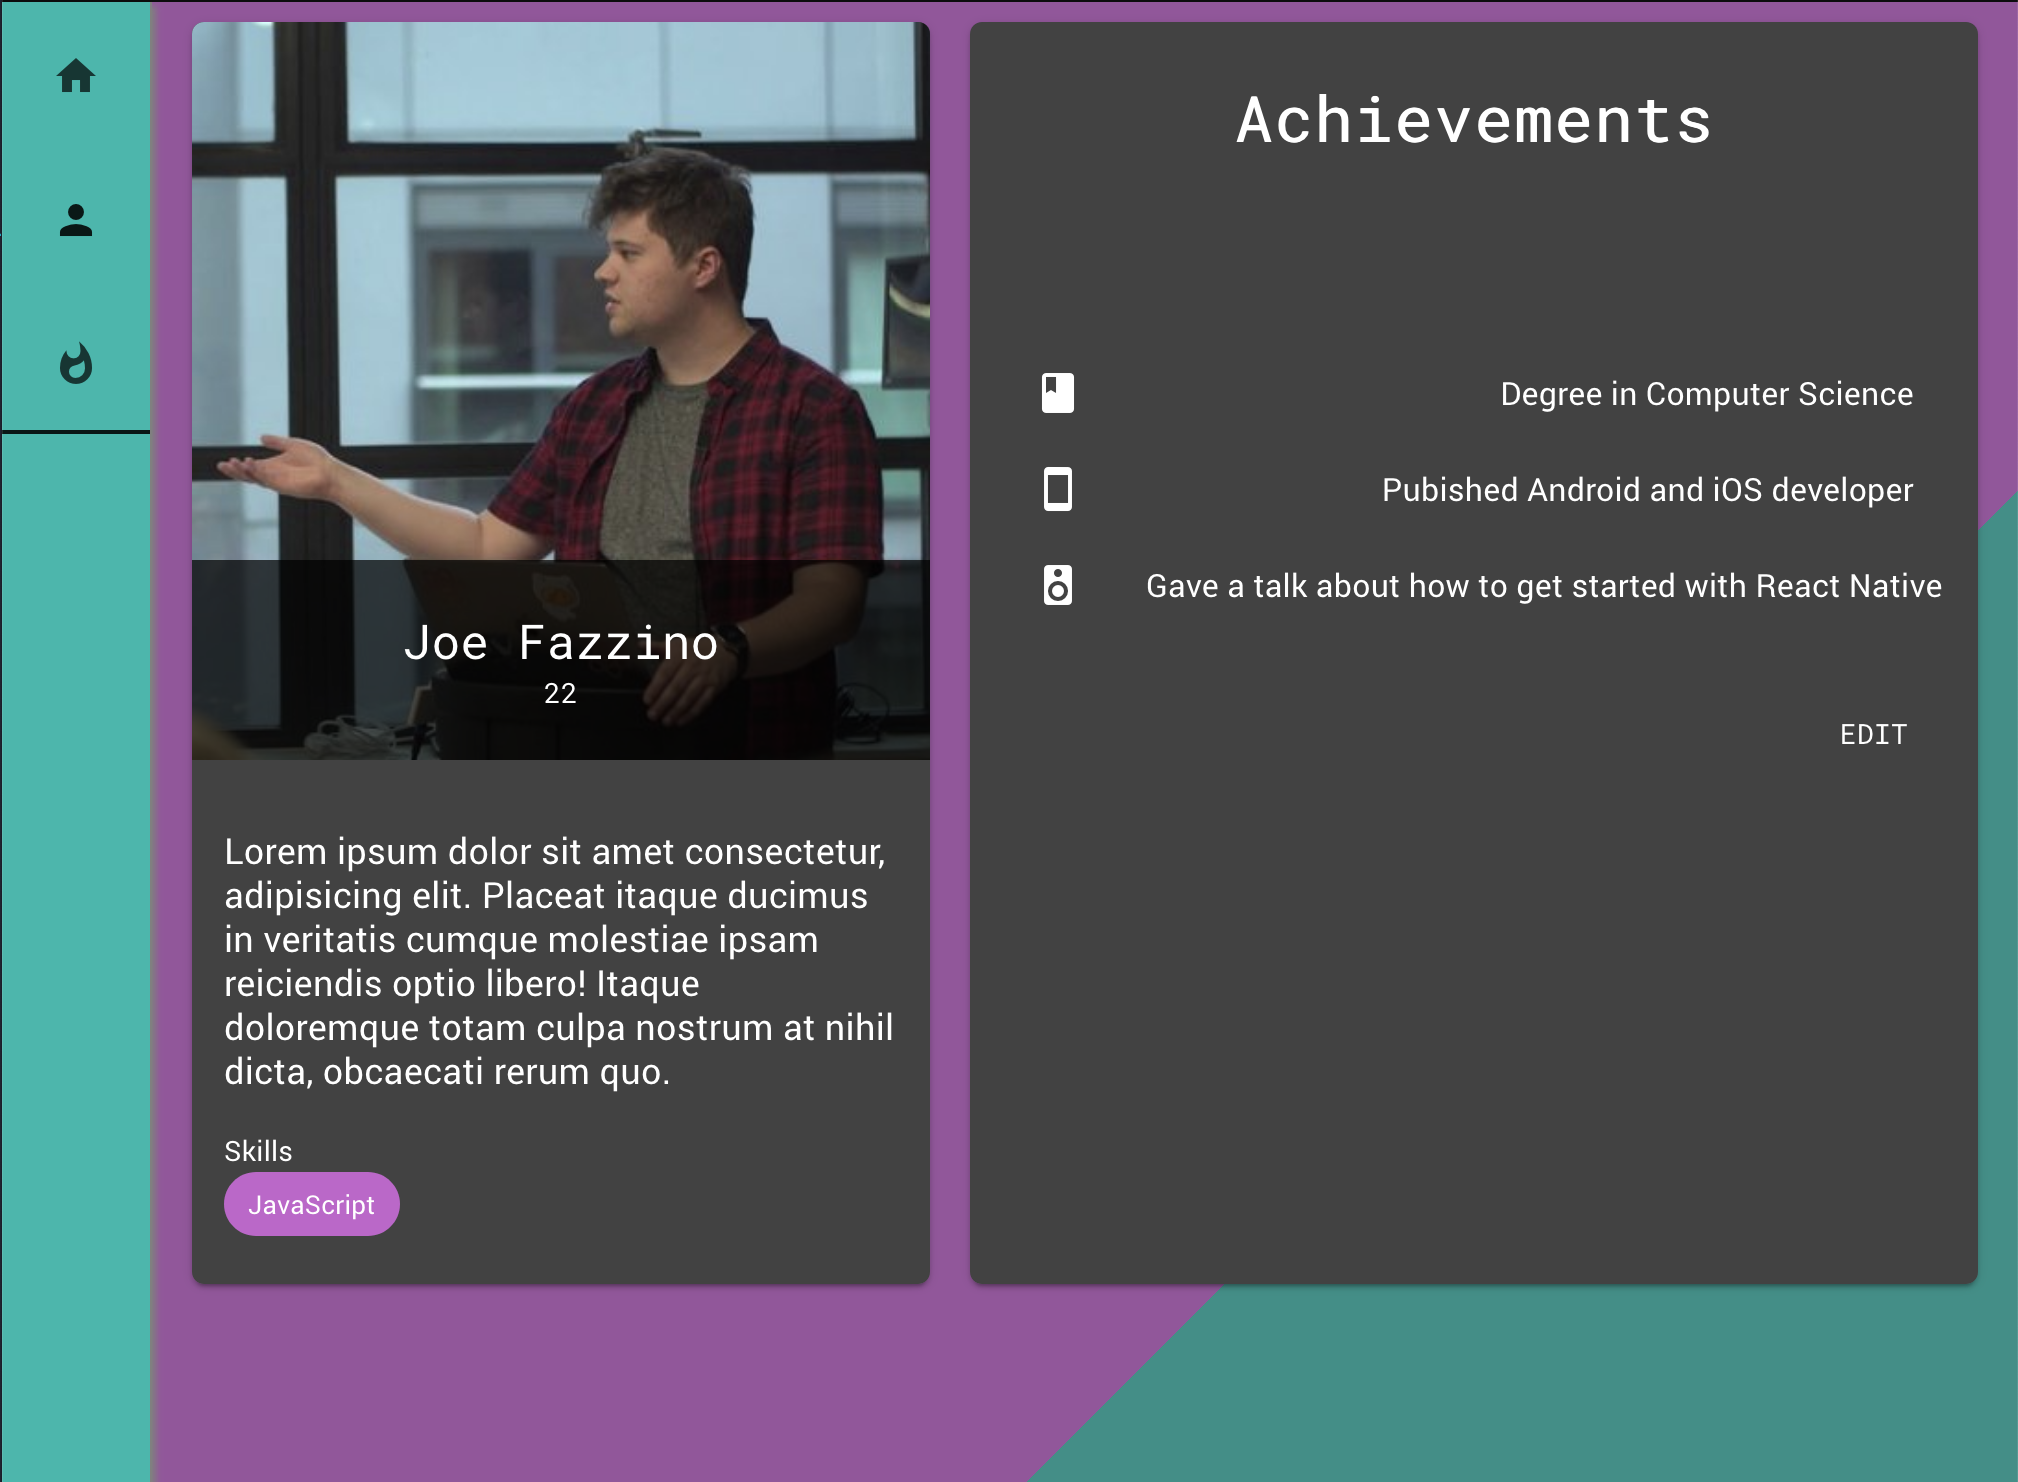 Joe Fazzino
22
Lorem ipsum dolor sit amet consectetur,
adipisicing elit. Placeat itaque ducimus
in veritatis cumque molestiae ipsam
reiciendis optio libero! Itaque
doloremque totam culpa nostrum at nihil
dicta, obcaecati rerum quo.
Skills
JavaScript
Achievements
Degree in Computer Science
Pubished Android and iOS developer
Gave a talk about how to get started with React Native
EDIT